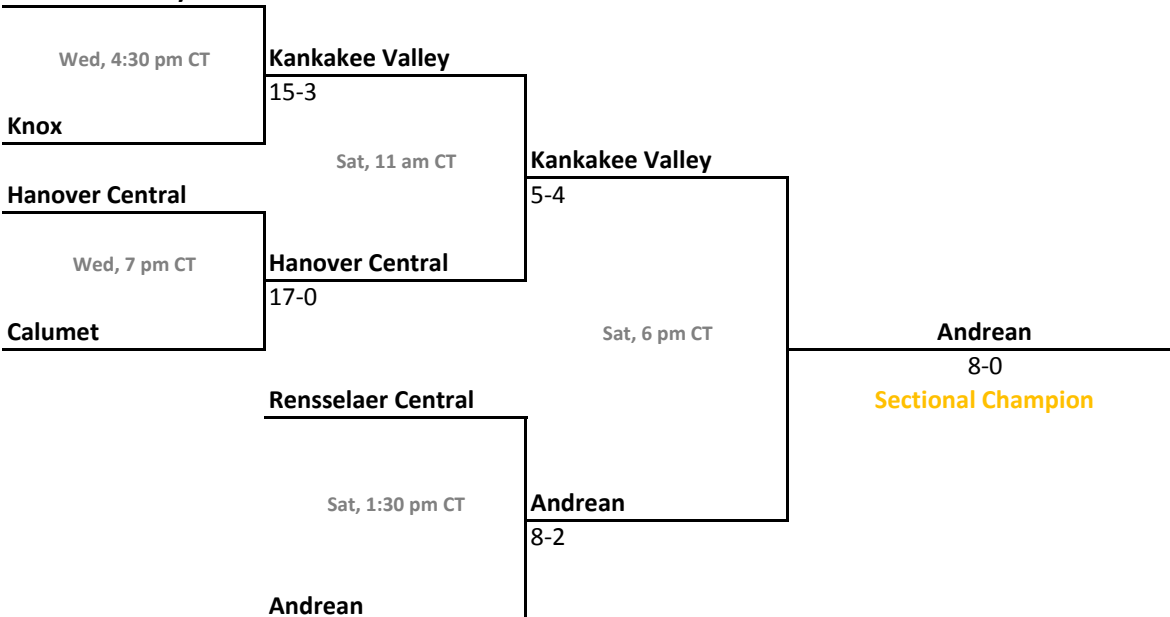 Wed, 4:30 pm CT
Kankakee Valley
15-3
Knox
Sat, 11 am CT
Kankakee Valley
5-4
Hanover Central
Wed, 7 pm CT
Hanover Central
17-0
Calumet
Sat, 6 pm CT
Andrean
8-0
Sectional Champion
Rensselaer Central
Sat, 1:30 pm CT
Andrean
8-2
Andrean